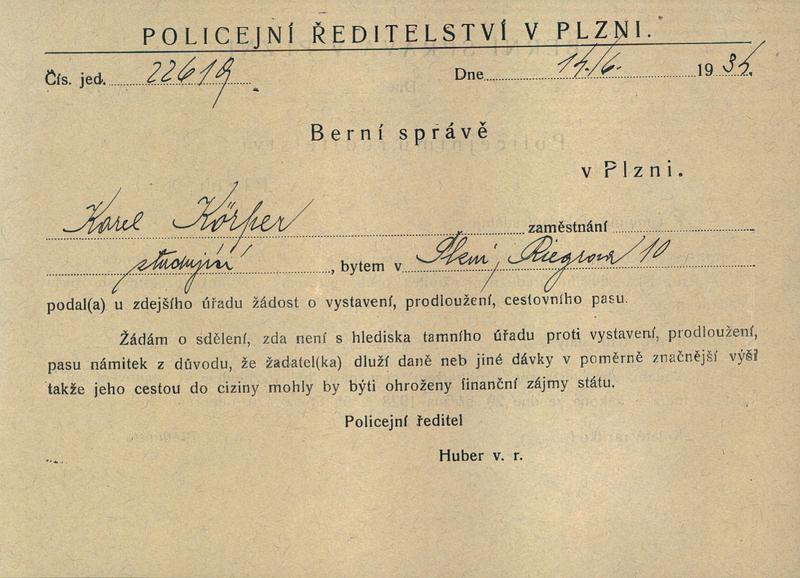 POLICEJNÍ ŘEDITELSTVÍ V PLZNI.
Čís. jed. 22619 Dne 14./6. 1934.
Berní správě
v Plzni.
Karel Körper zaměstnání
studující, bytem v Plzni, Riegrova 10
podal(a) u zdejšího úřadu žádost o vystavení, prodloužení, cestovního pasu.
Žádám o sdělení, zda není s hlediska tamního úřadu proti vystavení, prodloužení,
pasu námitek z důvodu, že žadatel(ka) dluží daně neb jiné dávky v poměrně značnější výši
takže jeho cestou do ciziny mohly by býti ohroženy finanční zájmy státu.
Policejní ředitel
Huber v. r.